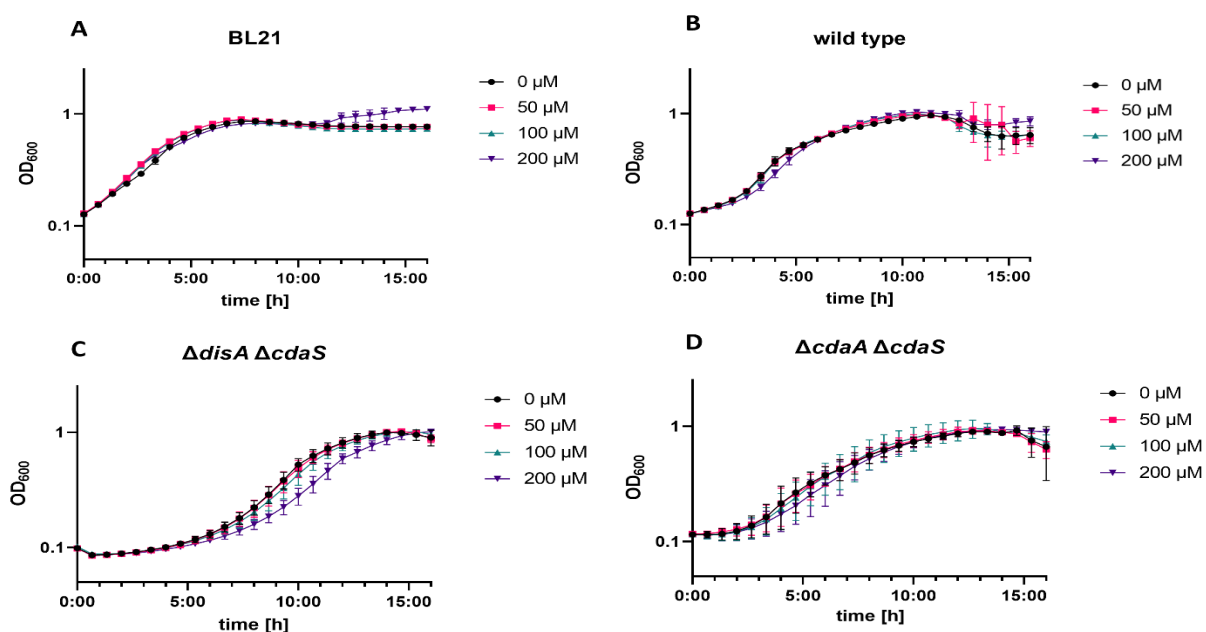 A
BL21
1
0.1
OD600
0:00 5:00 10:00 15:00
time [h]
0 µM
50 µM
100 µM
200 µM
B
wild type
1
0.1
OD600
0:00 5:00 10:00 15:00
time [h]
0 µM
50 µM
100 µM
200 µM
C
ΔdisA ΔcdaS
1
0.1
OD600
0:00 5:00 10:00 15:00
time [h]
0 µM
50 µM
100 µM
200 µM
D
ΔcdaA ΔcdaS
1
0.1
OD600
0:00 5:00 10:00 15:00
time [h]
0 µM
50 µM
100 µM
200 µM